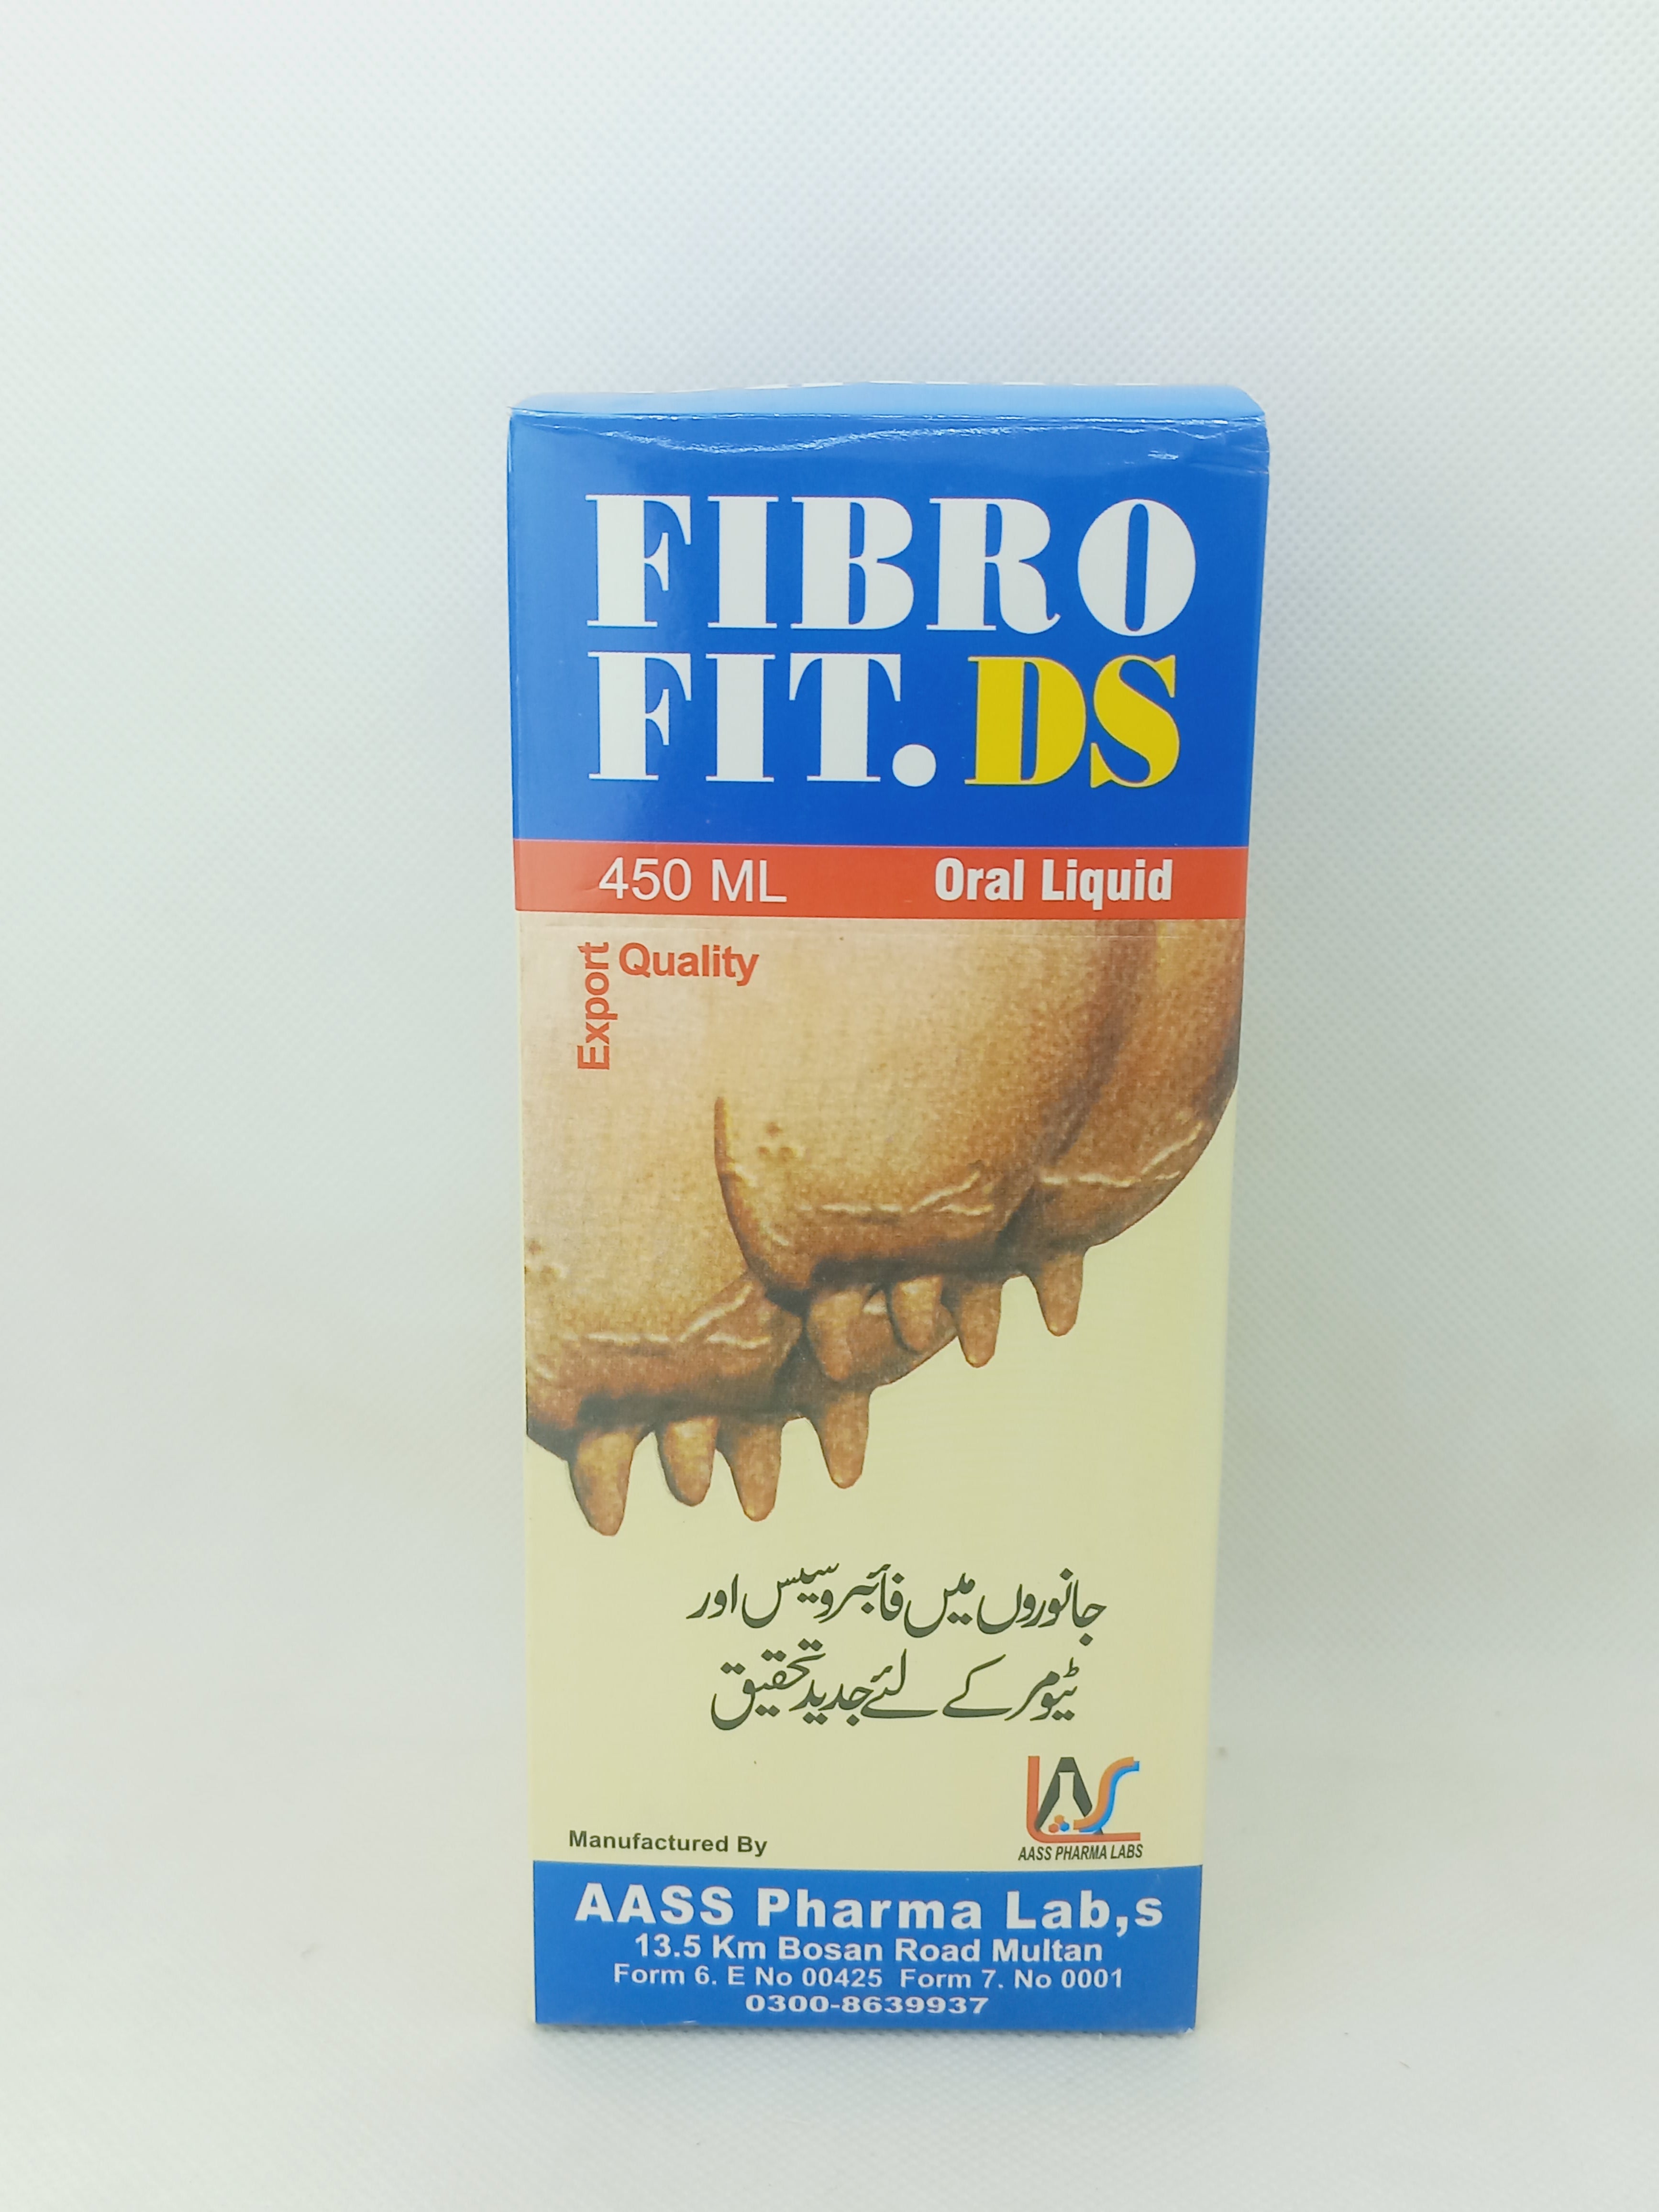 FIBRO
FIT. DS
450 ML Oral Liquid
Export Quality
جانوروں میں فائبروسیس اور
ٹیومر کے لئے جدید تحقیق
Manufactured By
LAS
AASS PHARMA LABS
AASS Pharma Lab,s
13.5 Km Bosan Road Multan
Form 6. E No 00425 Form 7. No 0001
0300-8639937